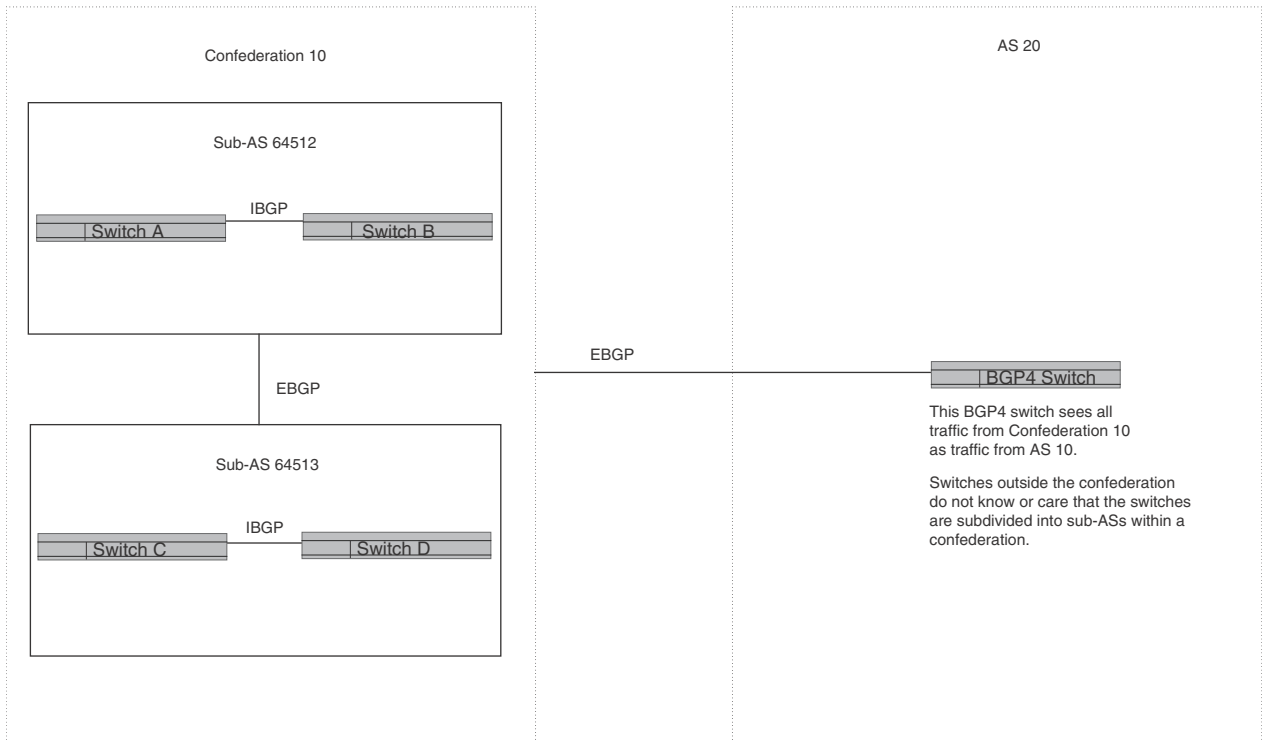 Confederation 10
Sub-AS 64512
IBGP
Switch A
Switch B
EBGP
Sub-AS 64513
IBGP
Switch C
Switch D
EBGP
AS 20
BGP4 Switch
This BGP4 switch sees all
traffic from Confederation 10
as traffic from AS 10.
Switches outside the confederation
do not know or care that the switches
are subdivided into sub-ASs within a
confederation.